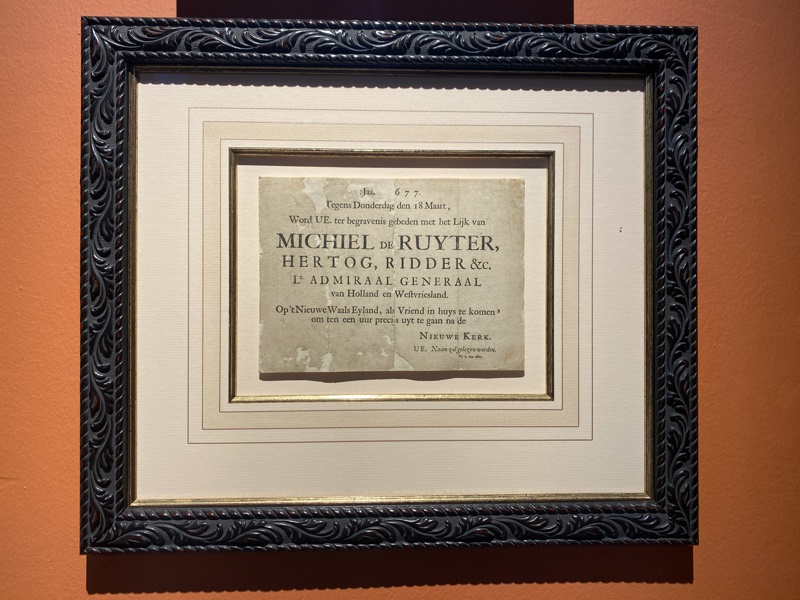 677.
Tegens Donderdag den 18 Maart,
Word UE. ter begravenis gebeden met het Lijk van
MICHIEL DE RUYTER,
HERTOG, RIDDER &c.
Lt. ADMIRAAL GENERAAL
van Holland en Westvriesland.
Op 't Nieuwe Waals Eyland, als Vriend in huys te komen,
om ten een uur precijs uyt te gaan na de
NIEUWE KERK.
UE. Naam zal gelezen worden.